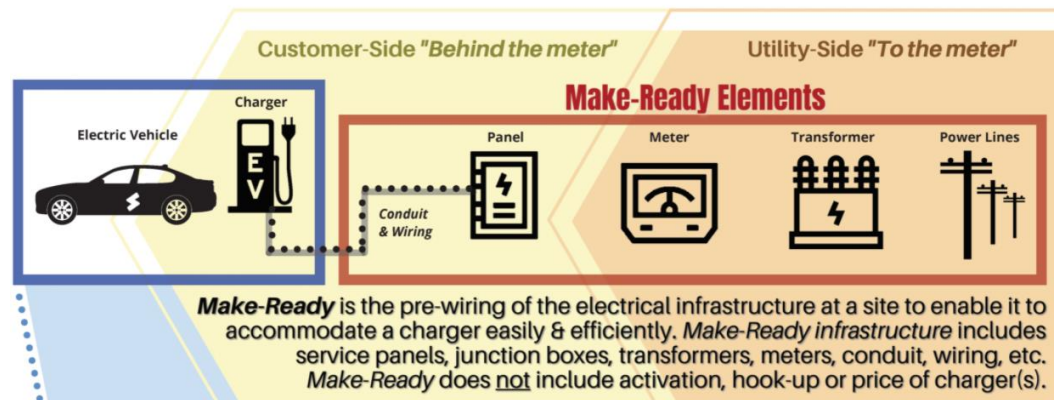 Customer-Side "Behind the meter"
Utility-Side "To the meter"
Make-Ready Elements
Electric Vehicle
Charger
EV
Panel
Meter
Transformer
Power Lines
Conduit
& Wiring
Make-Ready is the pre-wiring of the electrical infrastructure at a site to enable it to
accommodate a charger easily & efficiently. Make-Ready infrastructure includes
service panels, junction boxes, transformers, meters, conduit, wiring, etc.
Make-Ready does not include activation, hook-up or price of charger(s).